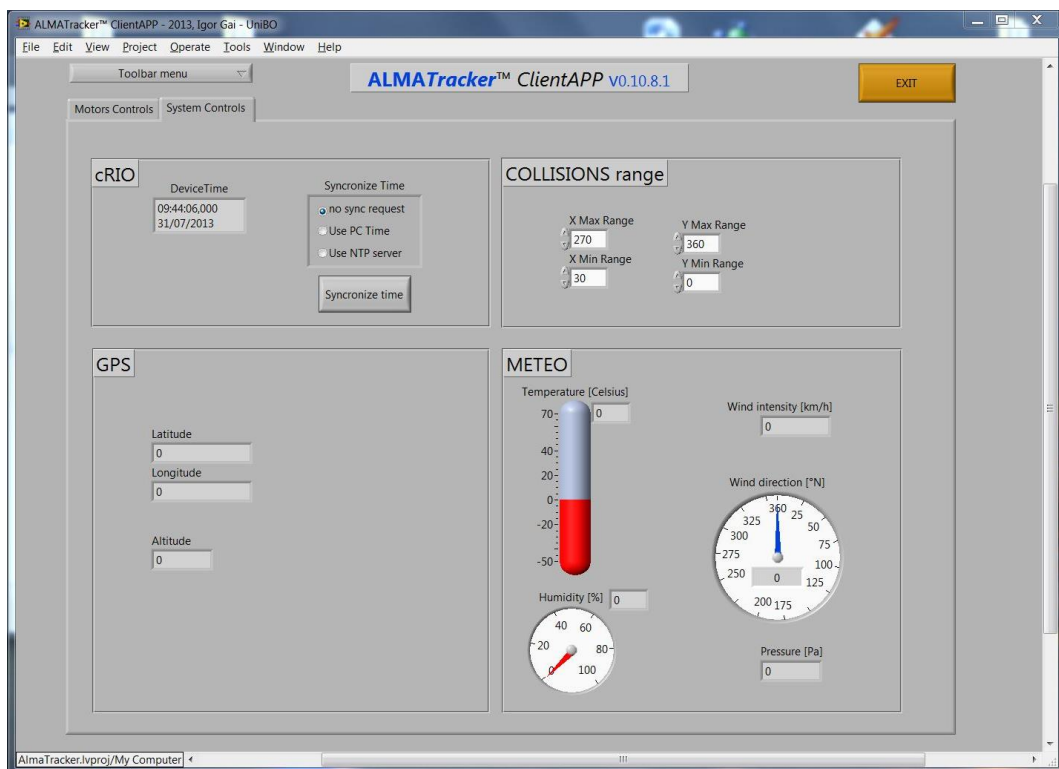 ALMATracker™ ClientAPP - 2013, Igor Gai - UniBO
File Edit View Project Operate Tools Window Help
Toolbar menu
ALMATracker™ ClientAPP V0.10.8.1
EXIT
Motors Controls
System Controls
cRIO
DeviceTime
09:44:06,000
31/07/2013
Syncronize Time
no sync request
Use PC Time
Use NTP server
Syncronize time
COLLISIONS range
X Max Range
270
X Min Range
30
Y Max Range
360
Y Min Range
0
GPS
Latitude
0
Longitude
0
Altitude
0
METEO
Temperature [Celsius]
0
70
40
20
0
-20
-50
Humidity [%]
0
0
20
40
60
80
100
Wind intensity [km/h]
0
Wind direction [°N]
360
25
50
75
100
125
175
200
250
275
300
325
0
Pressure [Pa]
0
AlmaTracker.lvproj/My Computer